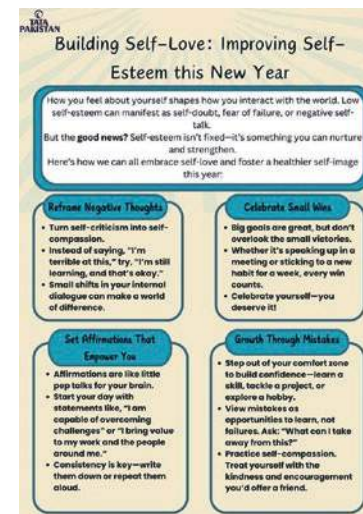 TATA
PAKISTAN
Building Self-Love: Improving Self-
Esteem this New Year
How you feel about yourself shapes how you interact with the world. Low
self-esteem can manifest as self-doubt, fear of failure, or negative self-
talk.
But the good news? Self-esteem isn't fixed—it's something you can nurture
and strengthen.
Here's how we can all embrace self-love and foster a healthier self-image
this year:
Reframe Negative Thoughts
• Turn self-criticism into self-
compassion.
• Instead of saying, "I'm
terrible at this," try, "I'm still
learning, and that's okay."
• Small shifts in your internal
dialogue can make a world
of difference.
Celebrate Small Wins
• Big goals are great, but don't
overlook the small victories.
• Whether it's speaking up in a
meeting or sticking to a new
habit for a week, every win
counts.
• Celebrate yourself—you
deserve it!
Set Affirmations That
Empower You
• Affirmations are like little
pep talks for your brain.
• Start your day with
statements like, "I am
capable of overcoming
challenges" or "I bring value
to my work and the people
around me."
• Consistency is key—write
them down or repeat them
aloud.
Growth Through Mistakes
• Step out of your comfort zone
to build confidence—learn a
skill, tackle a project, or
explore a hobby.
• View mistakes as
opportunities to learn, not
failures. Ask: "What can I take
away from this?"
• Practice self-compassion.
Treat yourself with the
kindness and encouragement
you'd offer a friend.